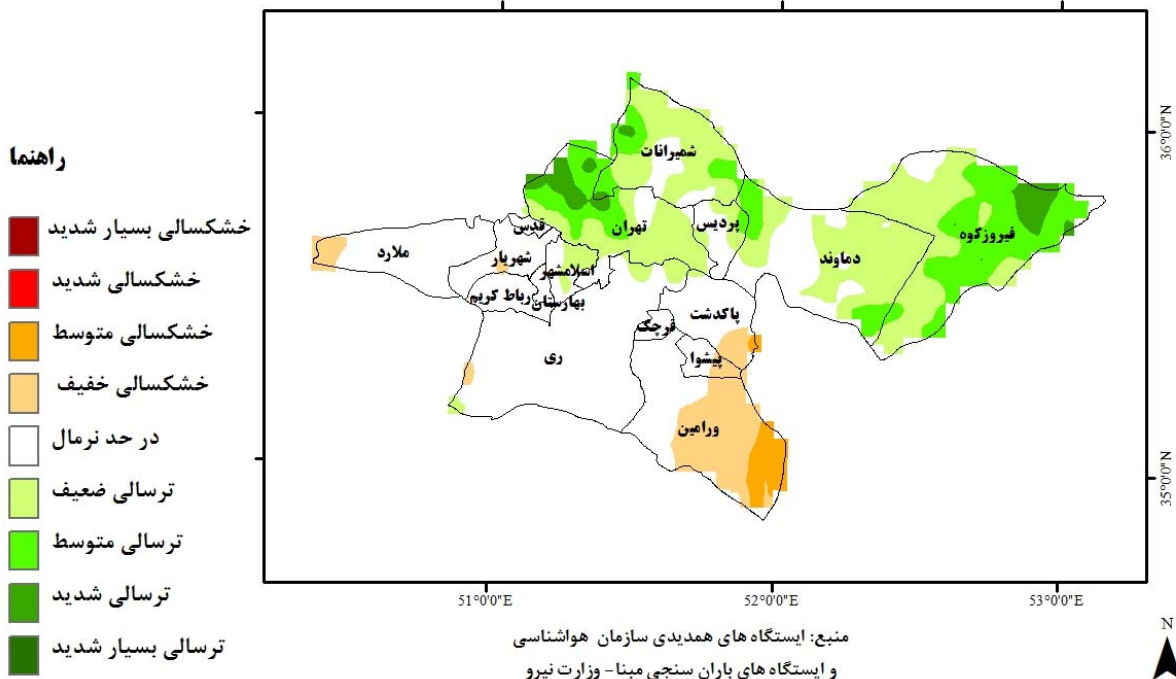 راهنما
خشکسالی بسیار شدید
خشکسالی شدید
خشکسالی متوسط
خشکسالی خفیف
در حد نرمال
ترسالی ضعیف
ترسالی متوسط
ترسالی شدید
ترسالی بسیار شدید
شمیرانات
فیروزکوه
تهران
پردیس
دماوند
قدس
ملارد
شهریار
اسلامشهر
رباط کریم
بهارستان
پاکدشت
قرچک
پیشوا
ری
ورامین
36°0'0"N
35°0'0"N
51°0'0"E
52°0'0"E
53°0'0"E
منبع: ایستگاه های همدیدی سازمان هواشناسی
و ایستگاه های باران سنجی مبنا- وزارت نیرو
N